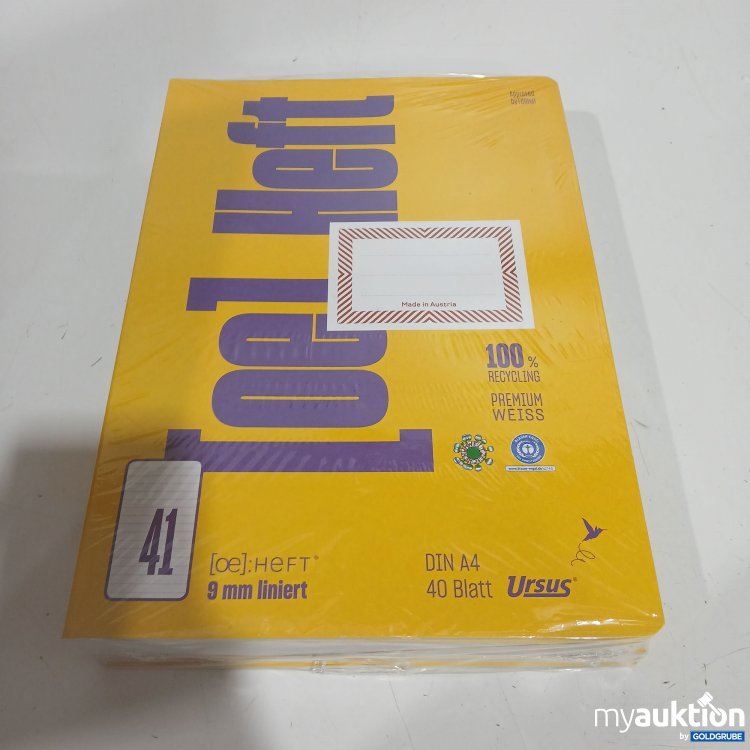 [oe] Heft
Made in Austria
100%
RECYCLING
PREMIUM
WEISS
41
[oe]:HEFT®
9 mm liniert
DIN A4
40 Blatt
Ursus®
myauktion
by GOLDGRUBE